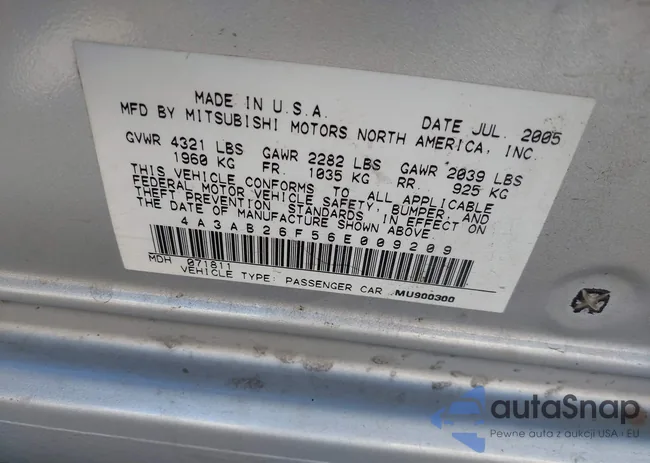 MADE IN U.S.A. DATE JUL. 2005
MFD BY MITSUBISHI MOTORS NORTH AMERICA, INC.
GVWR 4321 LBS GAWR 2282 LBS GAWR 2039 LBS
1960 KG FR. 1035 KG RR. 925 KG
THIS VEHICLE CONFORMS TO ALL APPLICABLE
FEDERAL MOTOR VEHICLE SAFETY, BUMPER, AND
THEFT PREVENTION STANDARDS IN EFFECT ON
THE DATE OF MANUFACTURE SHOWN ABOVE.
4A3AB26F56E009209
MDH 071811
VEHICLE TYPE: PASSENGER CAR MU900300
autaSnap
Pewne auta z aukcji USA i EU